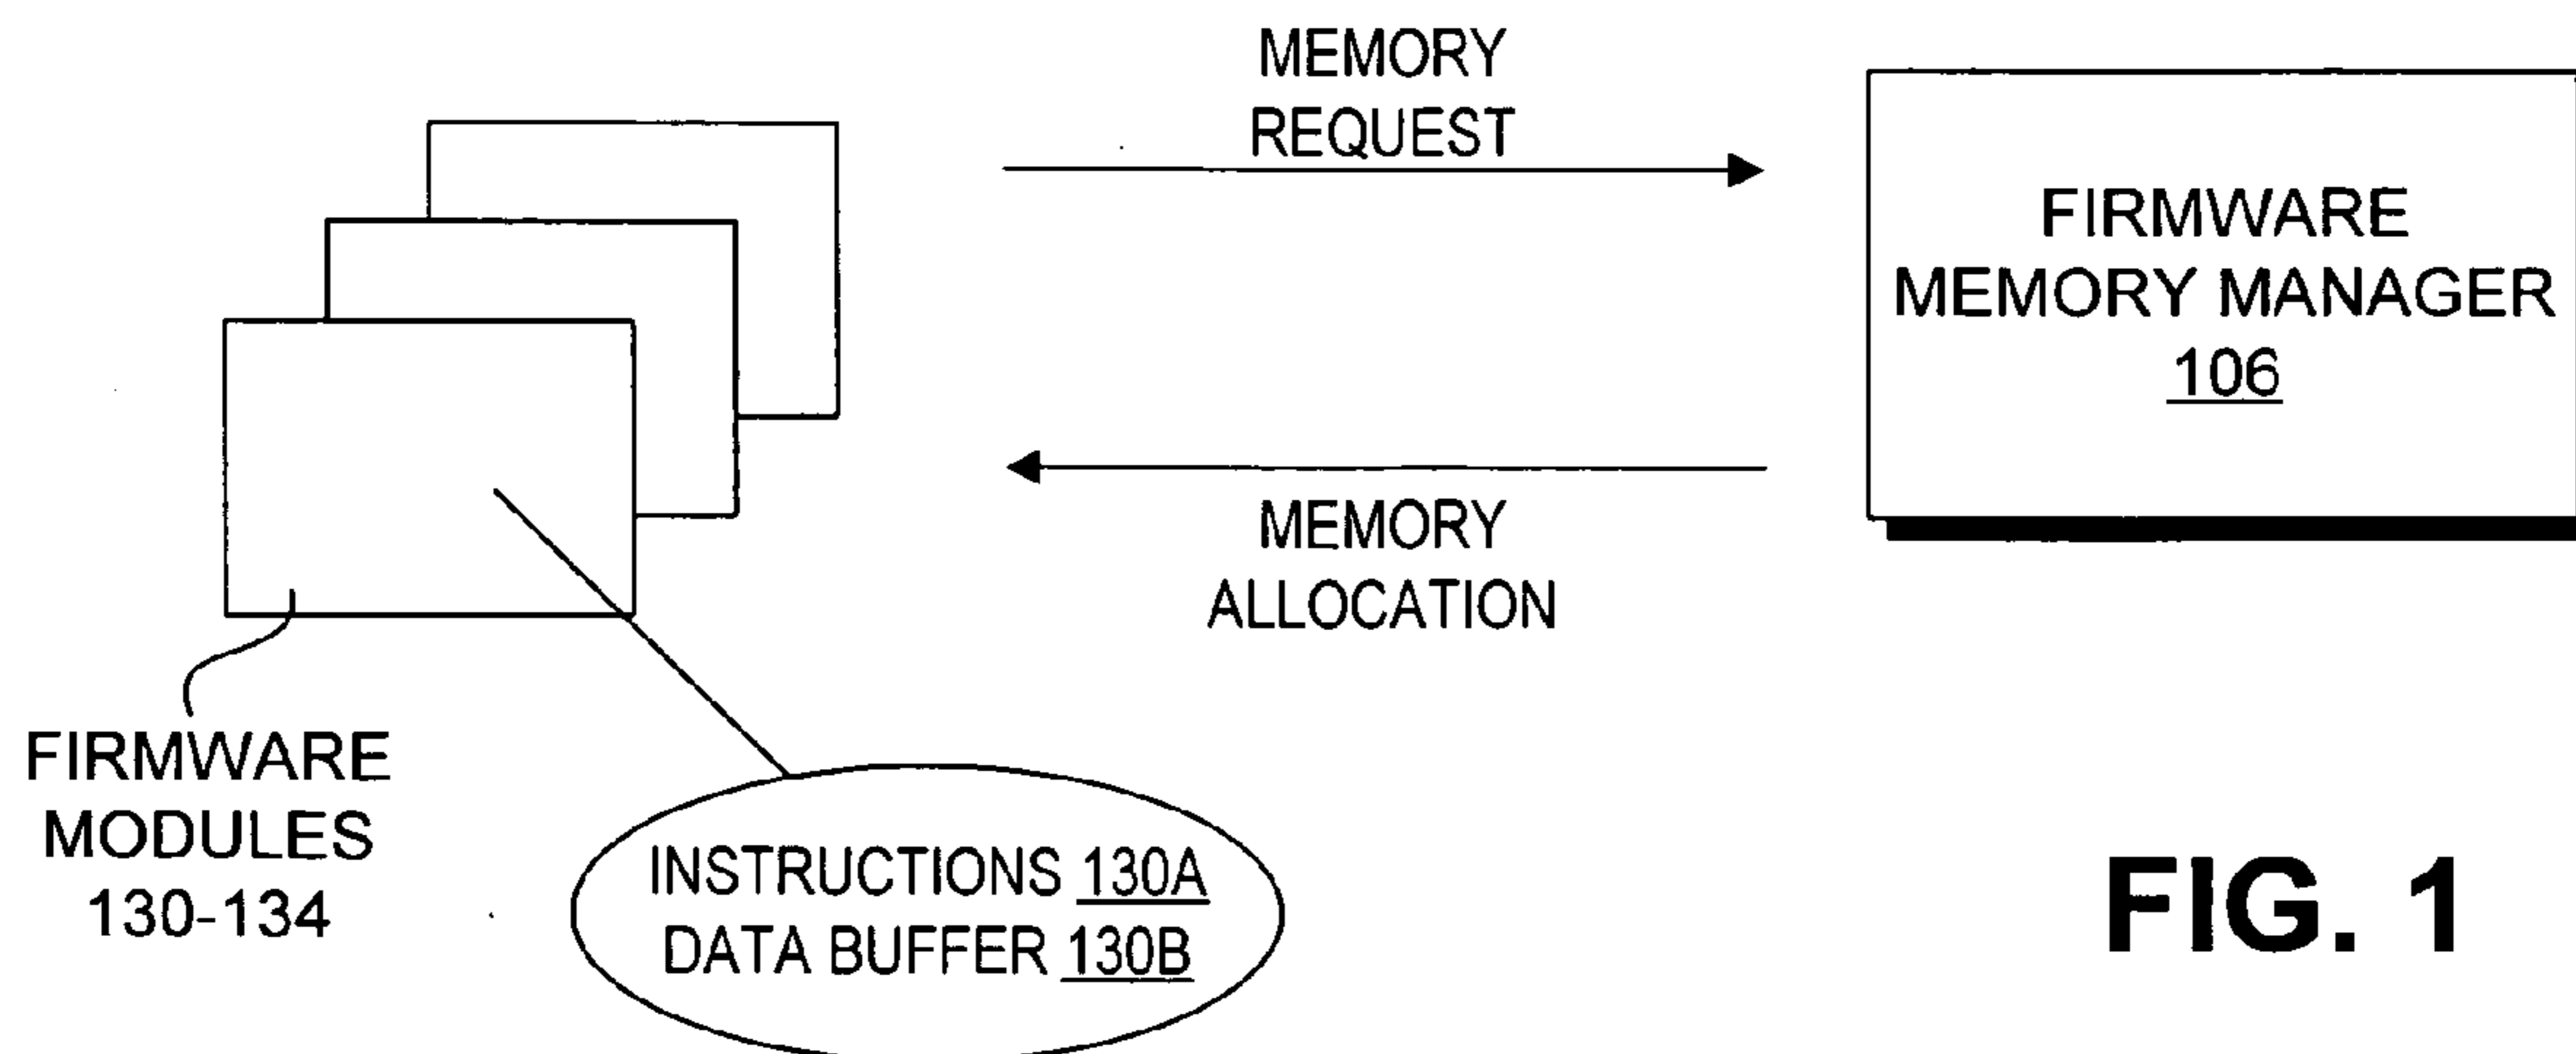 MEMORY
REQUEST
FIRMWARE
MEMORY MANAGER
106
MEMORY
ALLOCATION
FIRMWARE
MODULES
130-134
INSTRUCTIONS 130A
DATA BUFFER 130B
FIG. 1